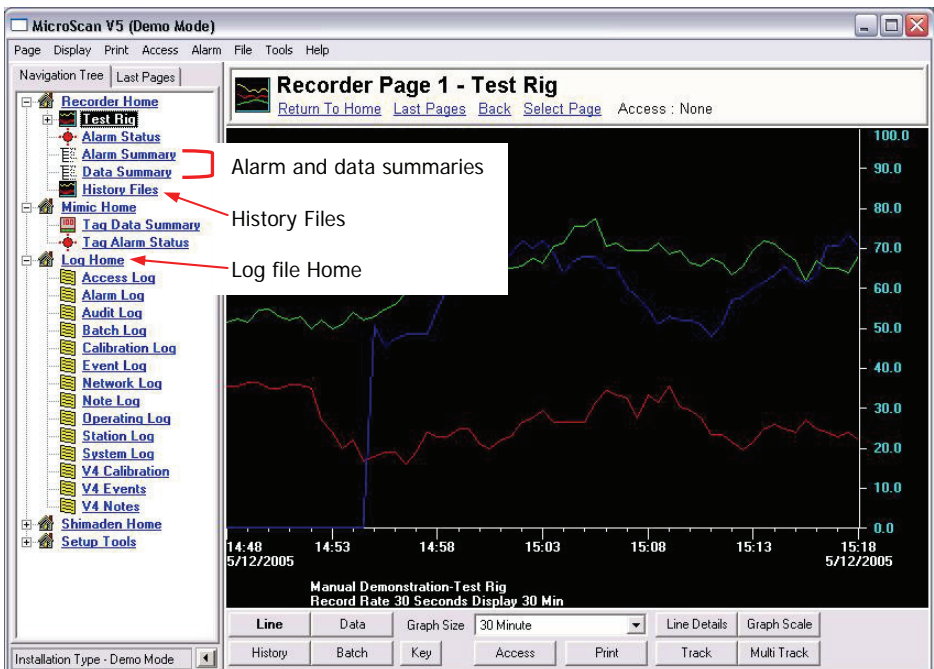 MicroScan V5 (Demo Mode)
Page Display Print Access Alarm File Tools Help
Navigation Tree Last Pages
Recorder Home
Test Rig
Alarm Status
Alarm Summary
Data Summary
History Files
Mimic Home
Tag Data Summary
Tag Alarm Status
Log Home
Access Log
Alarm Log
Audit Log
Batch Log
Calibration Log
Event Log
Network Log
Note Log
Operating Log
Station Log
System Log
V4 Calibration
V4 Events
V4 Notes
Shimaden Home
Setup Tools
Installation Type - Demo Mode
Recorder Page 1 - Test Rig
Return To Home Last Pages Back Select Page Access : None
Alarm and data summaries
History Files
Log file Home
100.0
90.0
80.0
70.0
60.0
50.0
40.0
30.0
20.0
10.0
0.0
14:48 14:53 14:58 15:03 15:08 15:13 15:18
5/12/2005 5/12/2005
Manual Demonstration-Test Rig
Record Rate 30 Seconds Display 30 Min
Line Data Graph Size 30 Minute Line Details Graph Scale
History Batch Key Access Print Track Multi Track